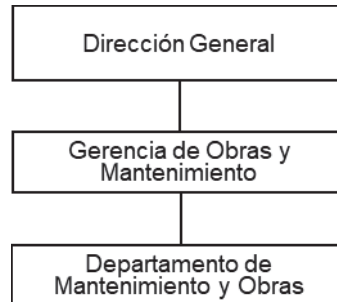 Dirección General
Gerencia de Obras y
Mantenimiento
Departamento de
Mantenimiento y Obras